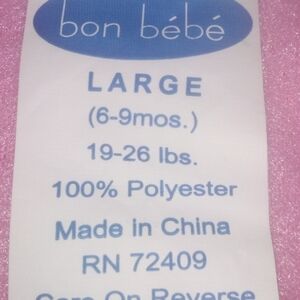 bon bébé
LARGE
(6-9mos.)
19-26 lbs.
100% Polyester
Made in China
RN 72409
Care On Reverse